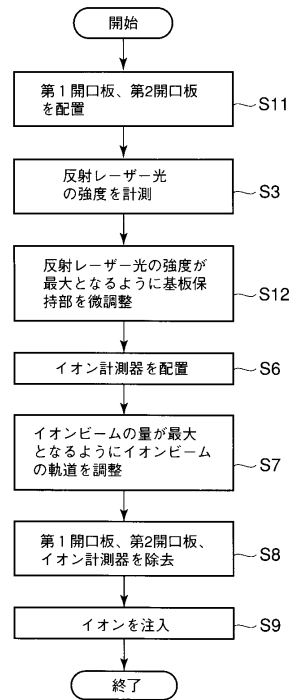 開始
第1開口板、第2開口板
を配置
S11
反射レーザー光
の強度を計測
S3
反射レーザー光の強度が
最大となるように基板保
持部を微調整
S12
イオン計測器を配置
S6
イオンビームの量が最大
となるようにイオンビーム
の軌道を調整
S7
第1開口板、第2開口板、
イオン計測器を除去
S8
イオンを注入
S9
終了